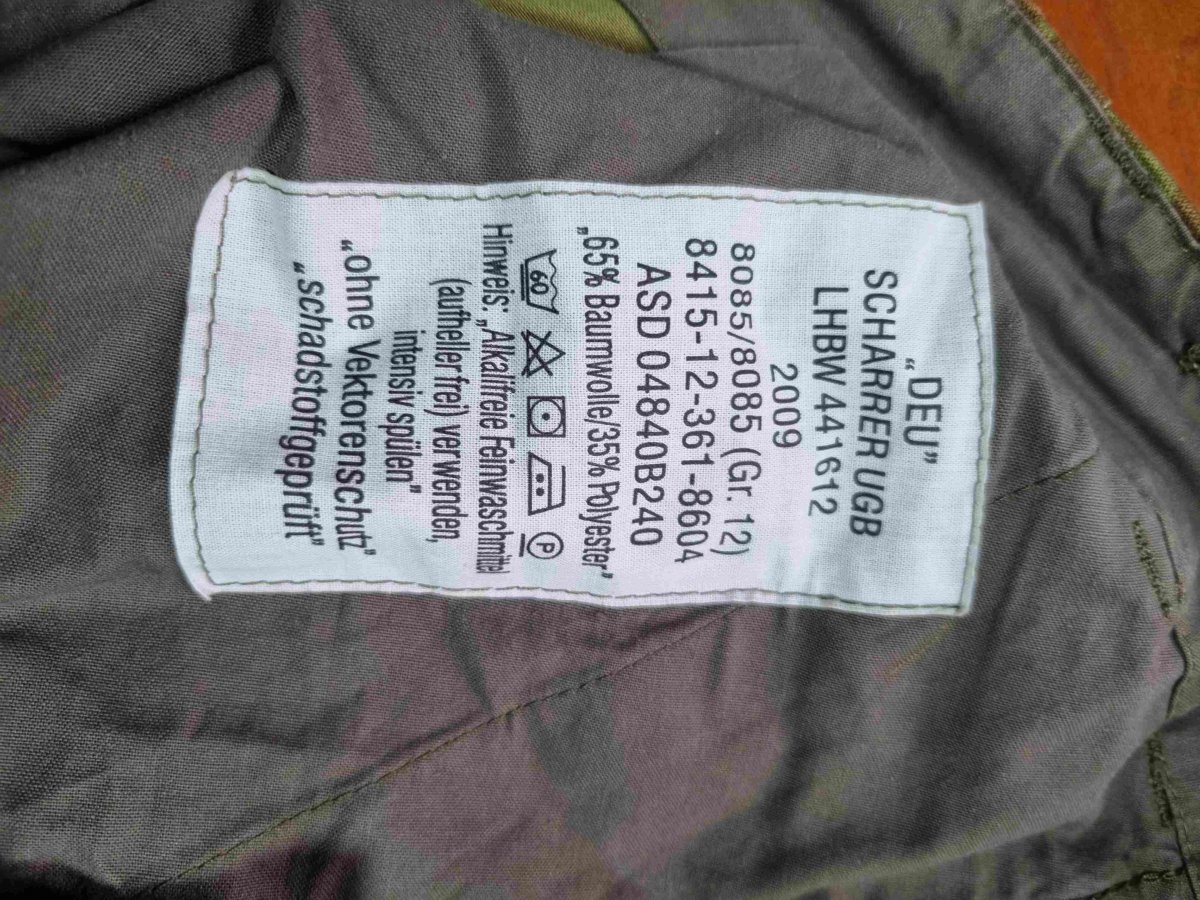 “DEU”
SCHARRER UGB
LHBW 441612
2009
8085/8085 (Gr. 12)
8415-12-361-8604
ASD 04840B240
„65% Baumwolle/35% Polyester”
60 P
Hinweis: „Alkalifreie Feinwaschmittel
(aufhellerfrei) verwenden,
intensiv spülen”
“ohne Vektorenschutz”
“schadstoffgeprüft”